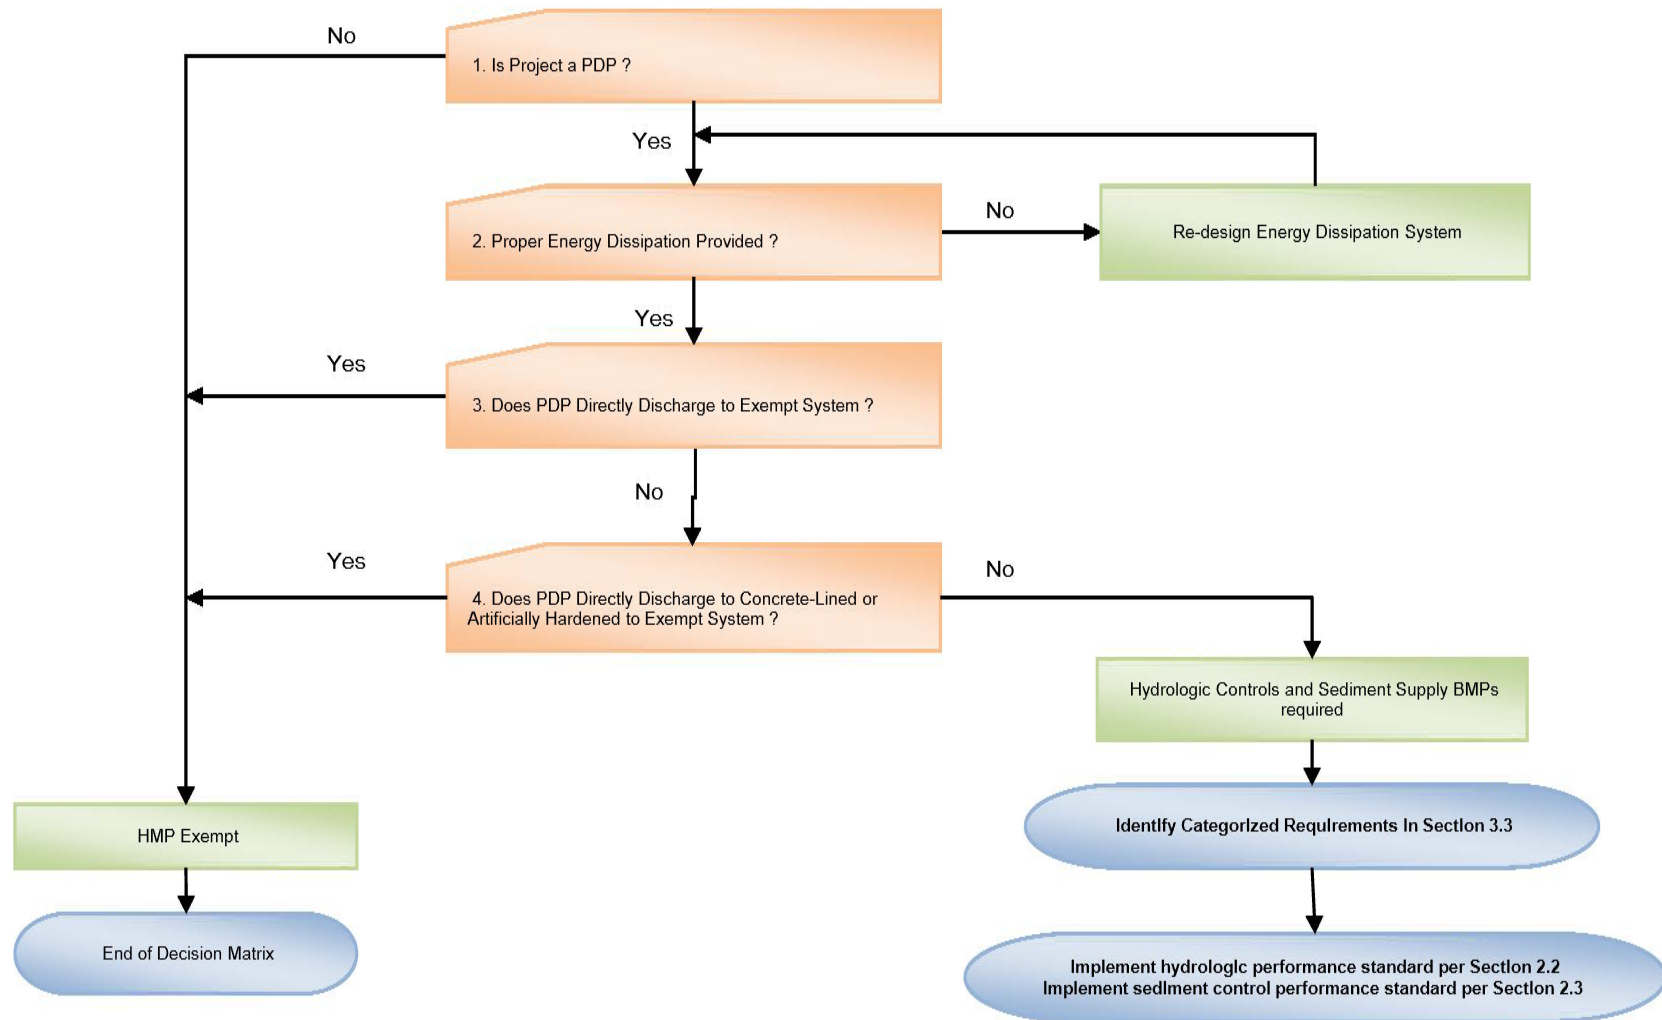 No
1. Is Project a PDP ?
Yes
2. Proper Energy Dissipation Provided ?
No
Re-design Energy Dissipation System
Yes
Yes
3. Does PDP Directly Discharge to Exempt System ?
No
Yes
4. Does PDP Directly Discharge to Concrete-Lined or
Artificially Hardened to Exempt System ?
No
Hydrologic Controls and Sediment Supply BMPs
required
HMP Exempt
Identify Categorized Requirements in Section 3.3
End of Decision Matrix
Implement hydrologic performance standard per Section 2.2
Implement sediment control performance standard per Section 2.3